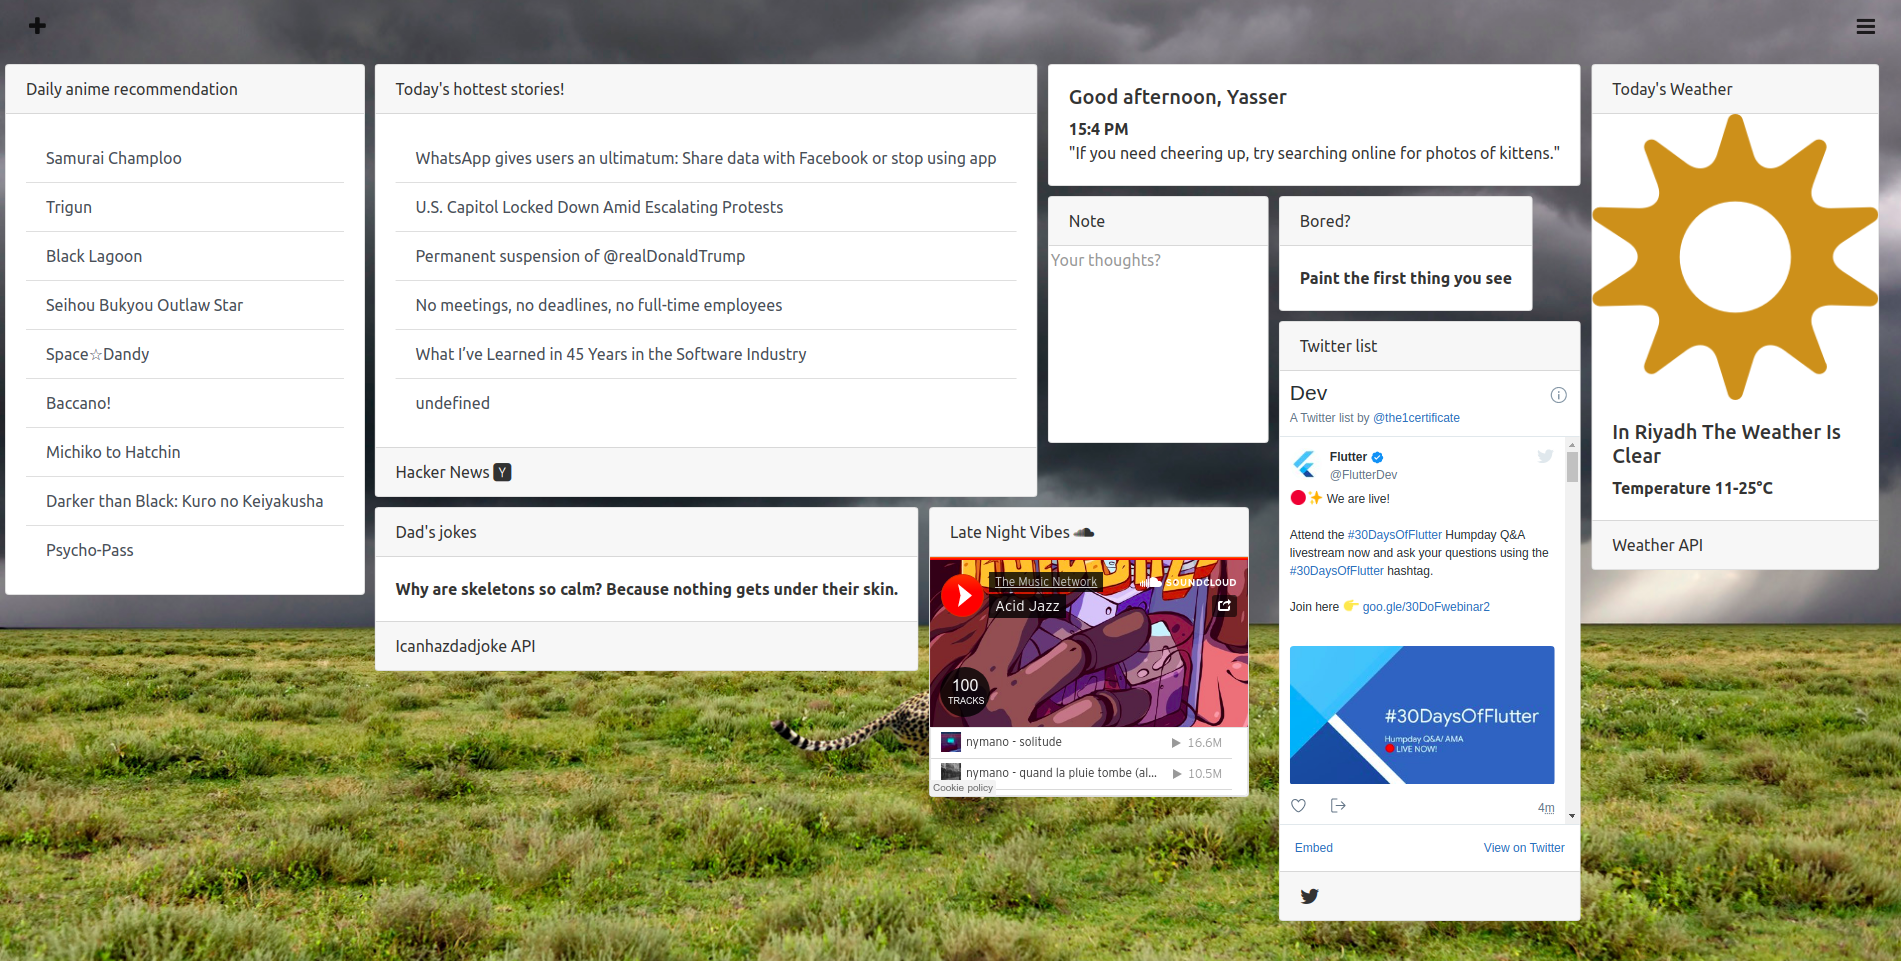 Daily anime recommendation
Samurai Champloo
Trigun
Black Lagoon
Seihou Bukyou Outlaw Star
Space☆Dandy
Baccano!
Michiko to Hatchin
Darker than Black: Kuro no Keiyakusha
Psycho-Pass
Today's hottest stories!
WhatsApp gives users an ultimatum: Share data with Facebook or stop using app
U.S. Capitol Locked Down Amid Escalating Protests
Permanent suspension of @realDonaldTrump
No meetings, no deadlines, no full-time employees
What I’ve Learned in 45 Years in the Software Industry
undefined
Hacker News Y
Dad's jokes
Why are skeletons so calm? Because nothing gets under their skin.
Icanhazdadjoke API
Late Night Vibes
The Music Network
SOUNDCLOUD
Acid Jazz
100
TRACKS
nymano - solitude 16.6M
nymano - quand la pluie tombe (al... 10.5M
Cookie policy
Good afternoon, Yasser
15:4 PM
"If you need cheering up, try searching online for photos of kittens."
Note
Your thoughts?
Bored?
Paint the first thing you see
Twitter list
Dev
A Twitter list by @the1certificate
Flutter
@FlutterDev
🔴✨ We are live!
Attend the #30DaysOfFlutter Humpday Q&A
livestream now and ask your questions using the
#30DaysOfFlutter hashtag.
Join here 👉 goo.gle/30DoFwebinar2
#30DaysOfFlutter
Humpday Q&A/ AMA
🔴 LIVE NOW!
4m
Embed View on Twitter
Today's Weather
In Riyadh The Weather Is
Clear
Temperature 11-25°C
Weather API